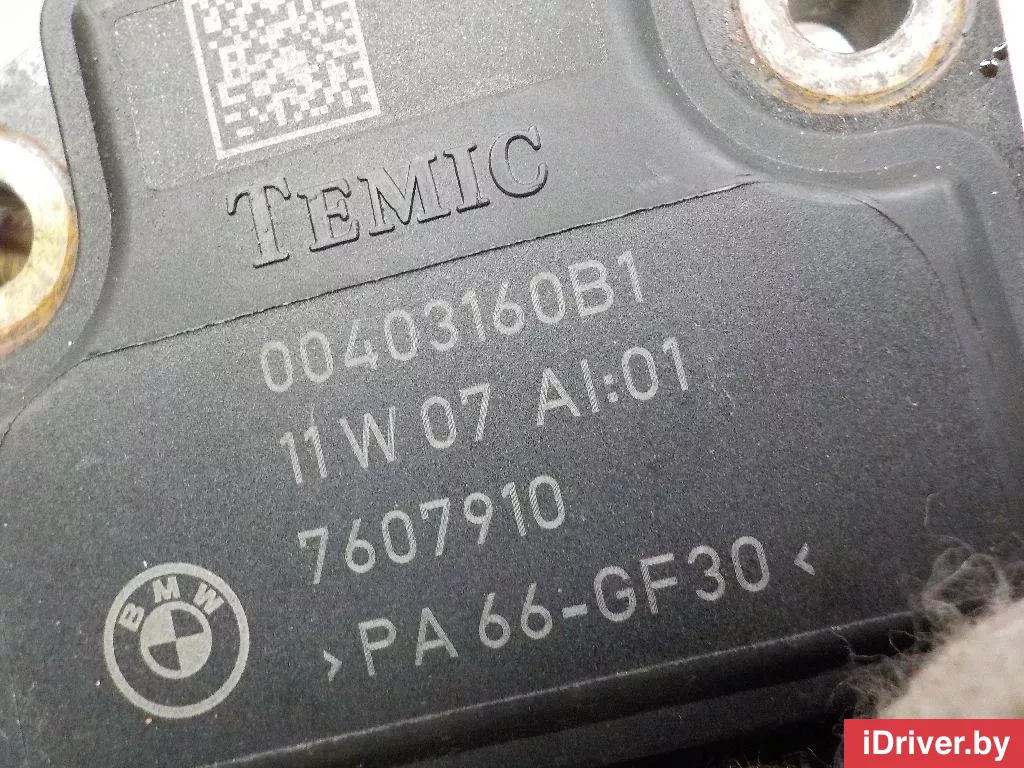 TEMIC
00403160B1
11 W 07 AI:01
7607910
BMW
>PA 66-GF30<
iDriver.by